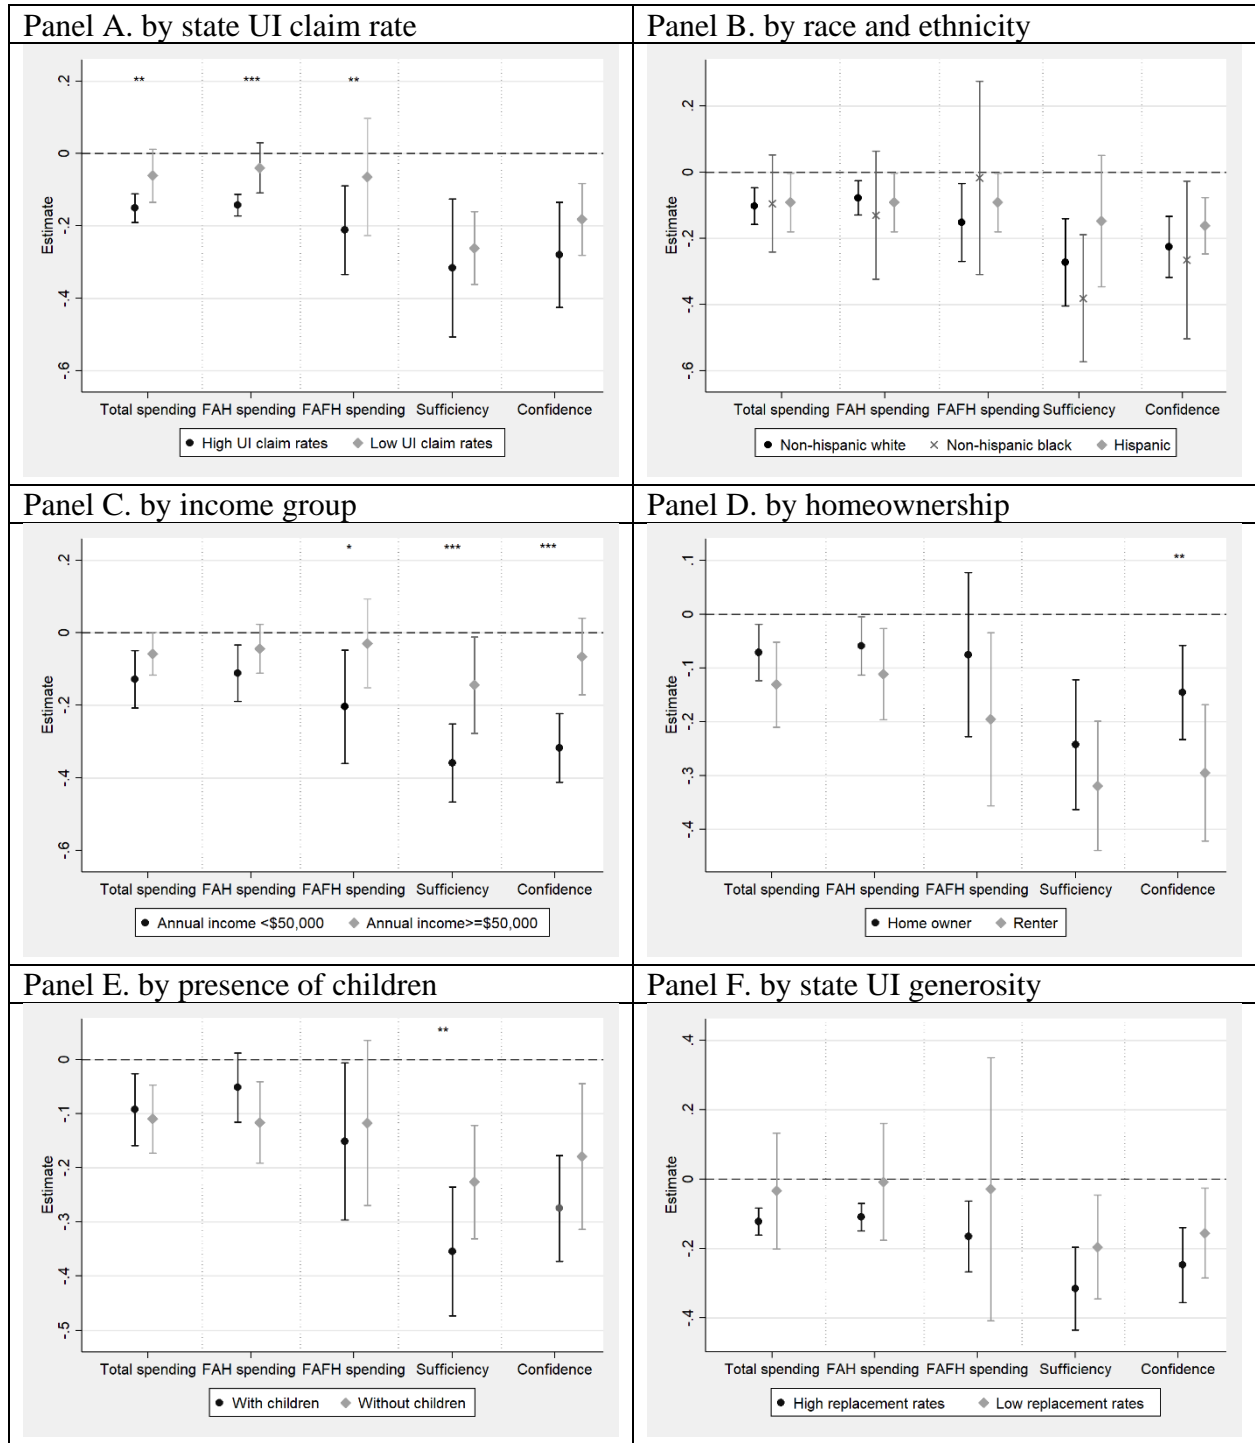 Panel A. by state UI claim rate
** *** **
.2
0
-.2
-.4
-.6
Estimate
Total spending FAH spending FAFH spending Sufficiency Confidence
High UI claim rates Low UI claim rates
Panel B. by race and ethnicity
.2
0
-.2
-.4
-.6
Estimate
Total spending FAH spending FAFH spending Sufficiency Confidence
Non-hispanic white Non-hispanic black Hispanic
Panel C. by income group
* *** ***
.2
0
-.2
-.4
-.6
Estimate
Total spending FAH spending FAFH spending Sufficiency Confidence
Annual income <$50,000 Annual income>=$50,000
Panel D. by homeownership
**
.1
0
-.1
-.2
-.3
-.4
Estimate
Total spending FAH spending FAFH spending Sufficiency Confidence
Home owner Renter
Panel E. by presence of children
**
0
-.1
-.2
-.3
-.4
-.5
Estimate
Total spending FAH spending FAFH spending Sufficiency Confidence
With children Without children
Panel F. by state UI generosity
.4
.2
0
-.2
-.4
Estimate
Total spending FAH spending FAFH spending Sufficiency Confidence
High replacement rates Low replacement rates